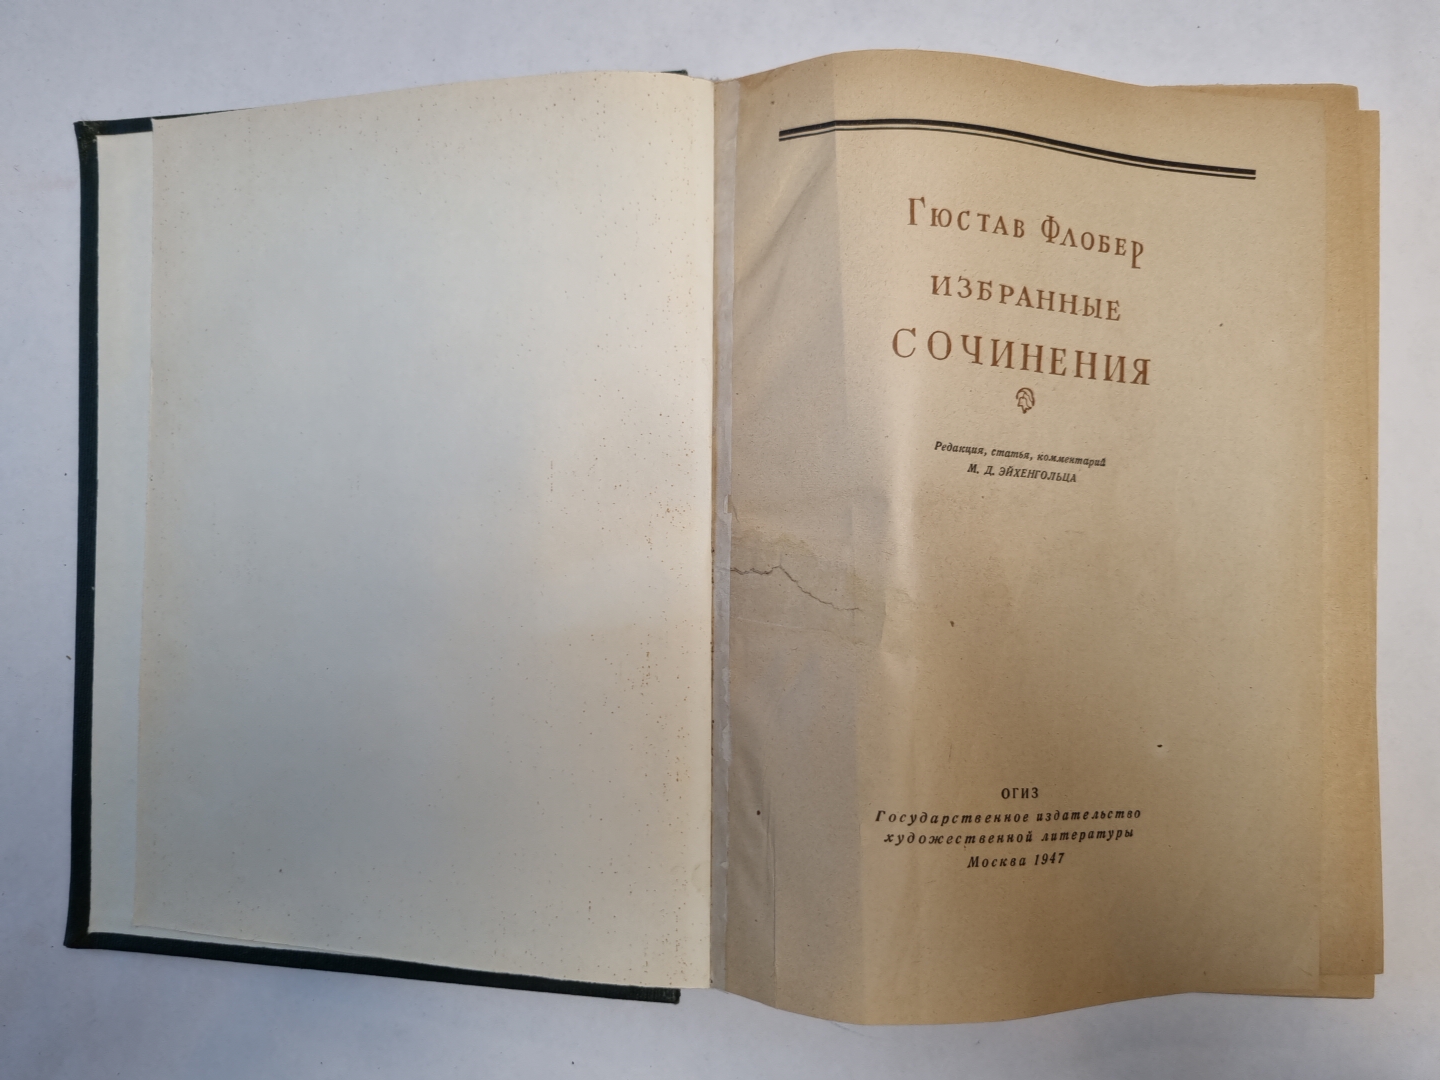 Гюстав Флобер
ИЗБРАННЫЕ
СОЧИНЕНИЯ
Редакция, статья, комментарий
М. Д. ЭЙХЕНГОЛЬЦА
ОГИЗ
Государственное издательство
художественной литературы
Москва 1947